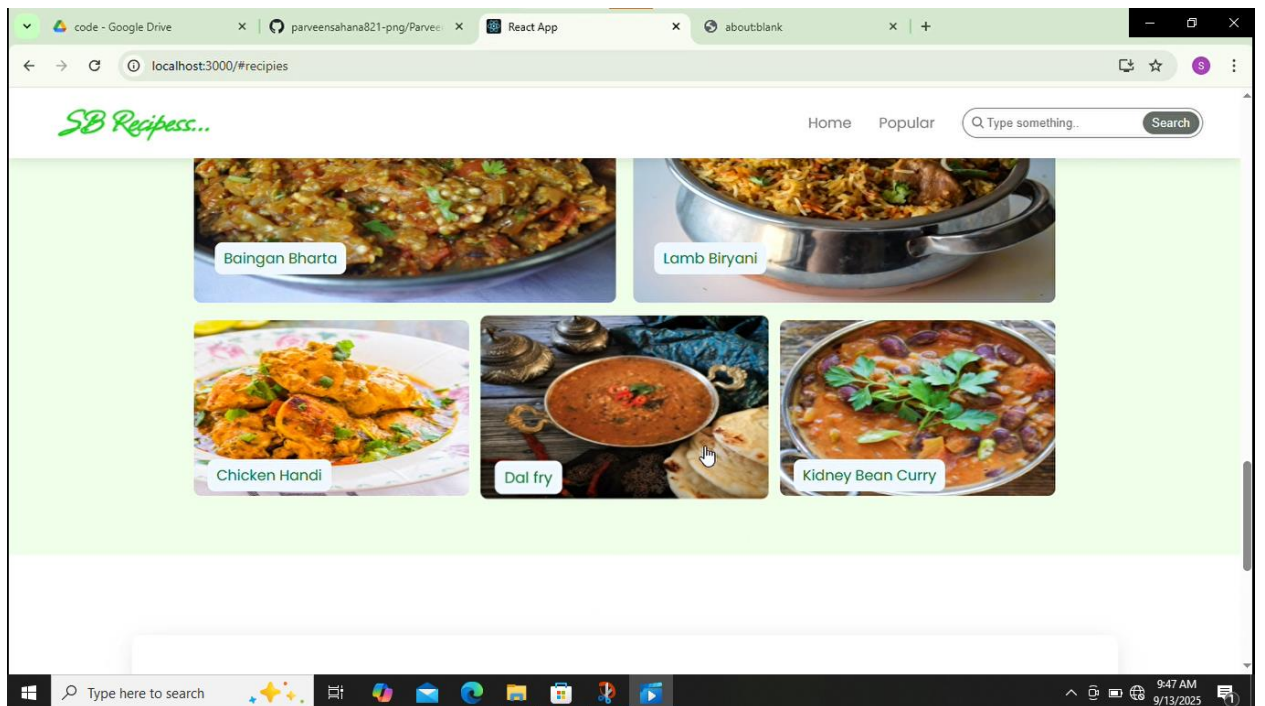 code - Google Drive
parveensahana821-png/Parveen
React App
about:blank
localhost:3000/#recipies
S
SB Recipess...
Home
Popular
Type something..
Search
Baingan Bharta
Lamb Biryani
Chicken Handi
Dal fry
Kidney Bean Curry
Type here to search
9:47 AM
9/13/2025
1